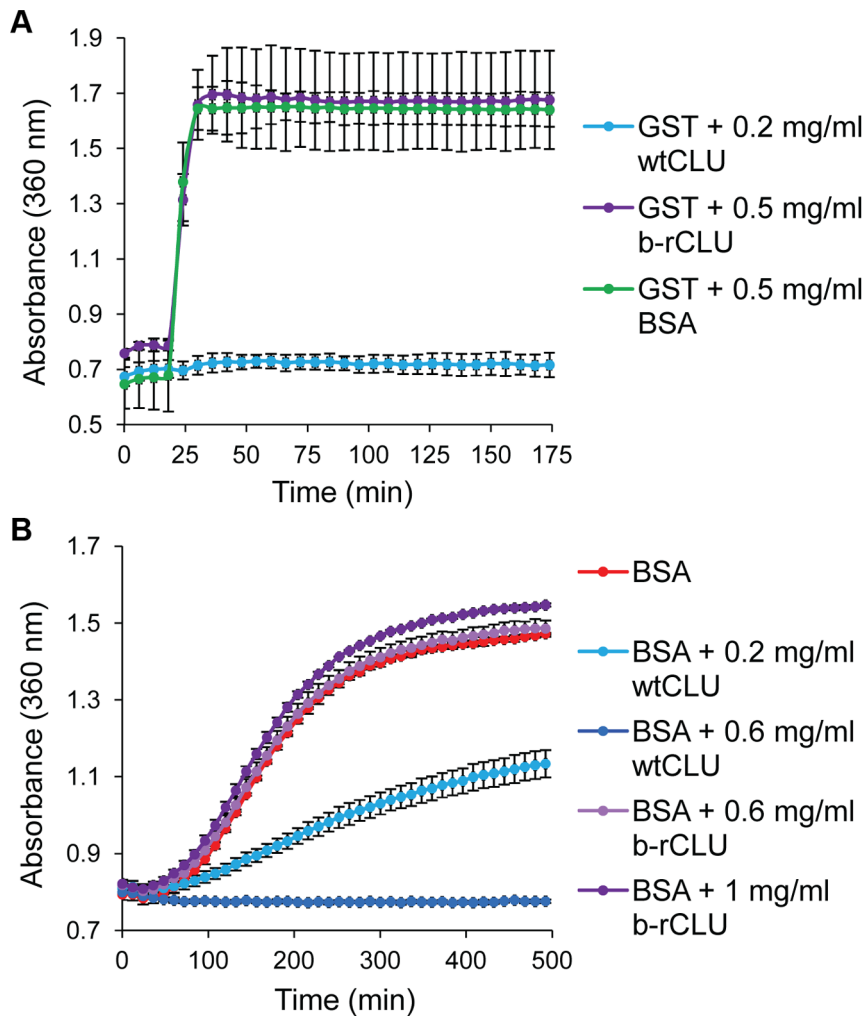 A
1.9
1.7
1.5
1.3
1.1
0.9
0.7
0.5
Absorbance (360 nm)
0 25 50 75 100 125 150 175
Time (min)
GST + 0.2 mg/ml
wtCLU
GST + 0.5 mg/ml
b-rCLU
GST + 0.5 mg/ml
BSA
B
1.7
1.5
1.3
1.1
0.9
0.7
Absorbance (360 nm)
0 100 200 300 400 500
Time (min)
BSA
BSA + 0.2 mg/ml
wtCLU
BSA + 0.6 mg/ml
wtCLU
BSA + 0.6 mg/ml
b-rCLU
BSA + 1 mg/ml
b-rCLU